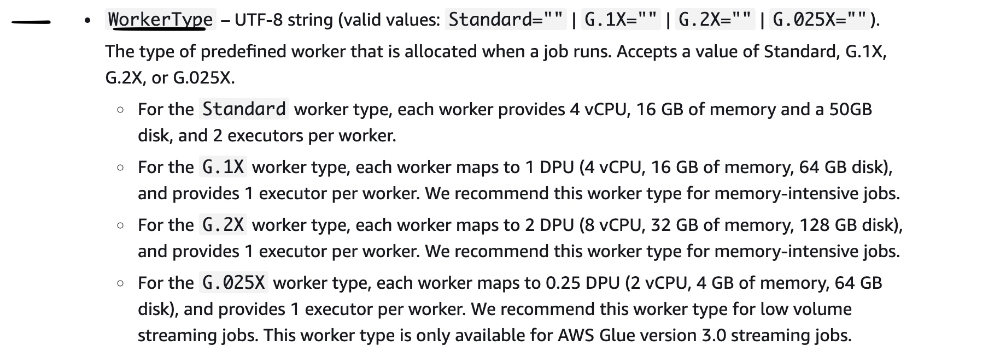 • WorkerType – UTF-8 string (valid values: Standard="" | G.1X="" | G.2X="" | G.025X="").
The type of predefined worker that is allocated when a job runs. Accepts a value of Standard, G.1X,
G.2X, or G.025X.
○ For the Standard worker type, each worker provides 4 vCPU, 16 GB of memory and a 50GB
disk, and 2 executors per worker.
○ For the G.1X worker type, each worker maps to 1 DPU (4 vCPU, 16 GB of memory, 64 GB disk),
and provides 1 executor per worker. We recommend this worker type for memory-intensive jobs.
○ For the G.2X worker type, each worker maps to 2 DPU (8 vCPU, 32 GB of memory, 128 GB disk),
and provides 1 executor per worker. We recommend this worker type for memory-intensive jobs.
○ For the G.025X worker type, each worker maps to 0.25 DPU (2 vCPU, 4 GB of memory, 64 GB
disk), and provides 1 executor per worker. We recommend this worker type for low volume
streaming jobs. This worker type is only available for AWS Glue version 3.0 streaming jobs.